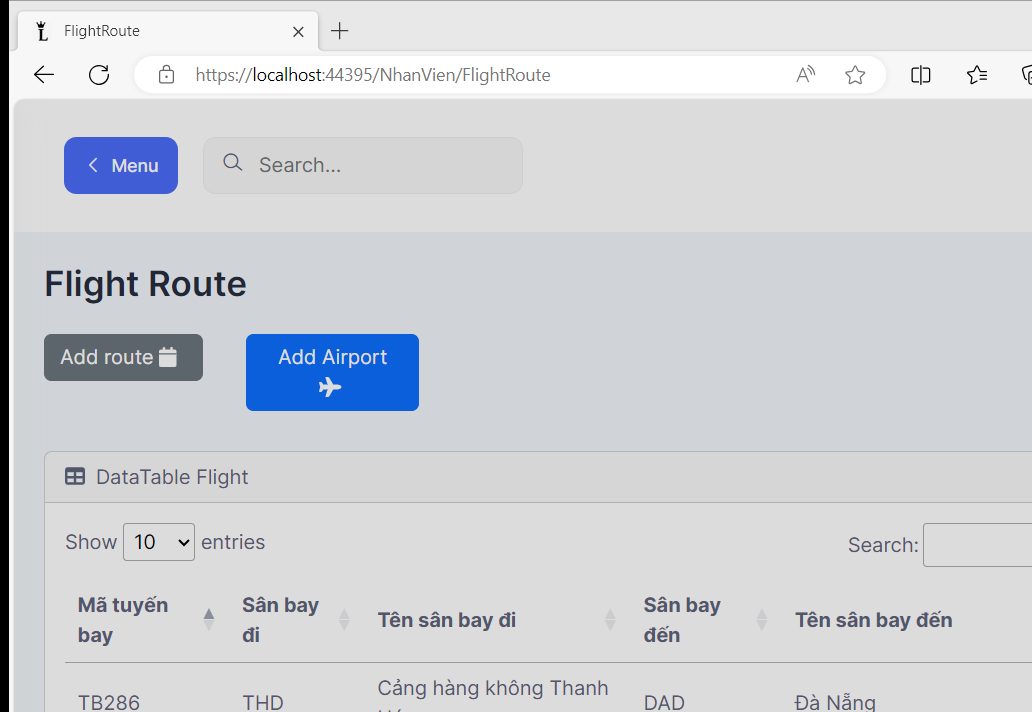 FlightRoute
https://localhost:44395/NhanVien/FlightRoute
Menu
Search...
Flight Route
Add route
Add Airport
DataTable Flight
Show 10 entries
Search:
Mã tuyến bay
Sân bay đi
Tên sân bay đi
Sân bay đến
Tên sân bay đến
TB286
THD
Cảng hàng không Thanh
DAD
Đà Nẵng